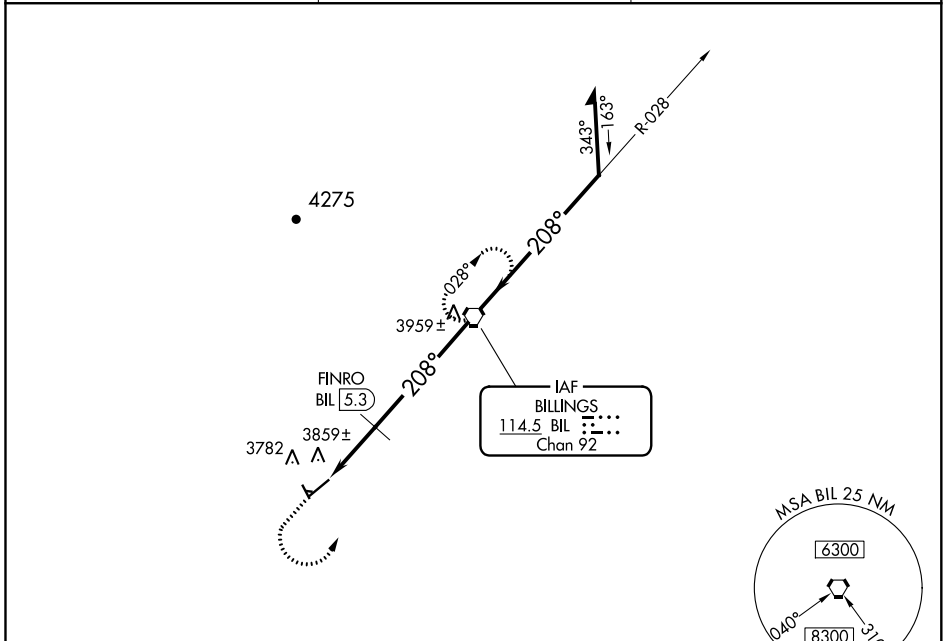 R-028
343°
163°
4275
208°
028°
3959±
208°
FINRO
BIL 5.3
IAF
BILLINGS
114.5 BIL
Chan 92
3859±
3782
MSA BIL 25 NM
6300
040°
8300